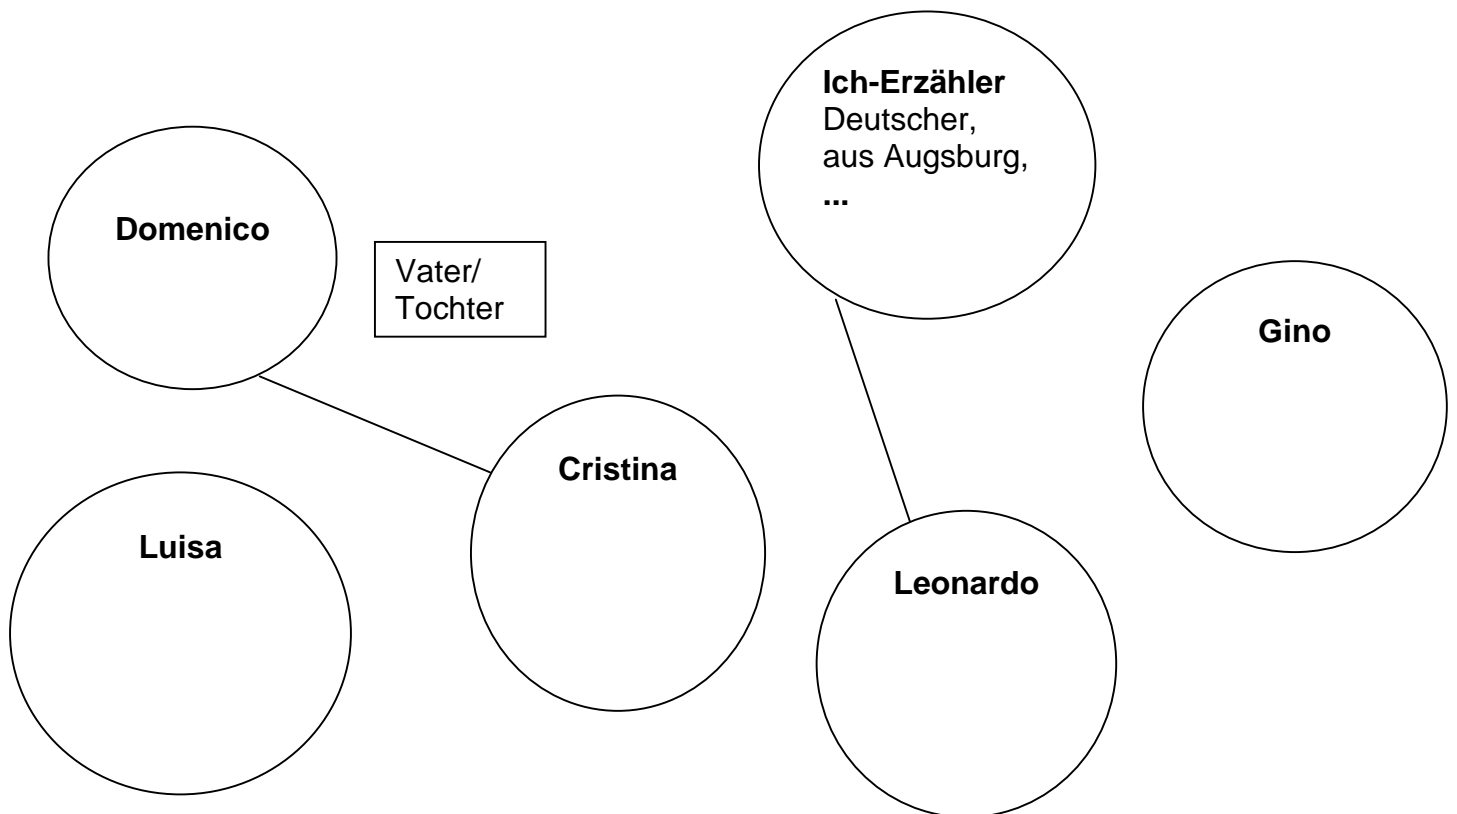 Ich-Erzähler
Deutscher,
aus Augsburg,
...
Domenico
Vater/
Tochter
Gino
Cristina
Luisa
Leonardo